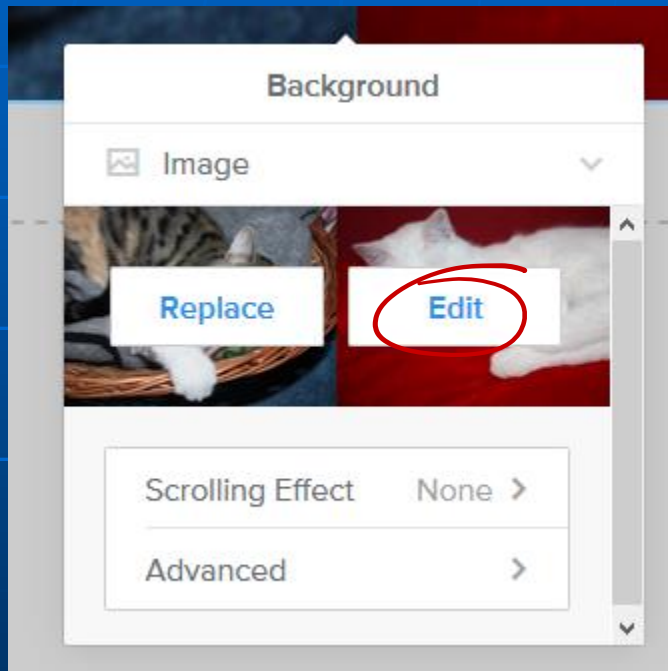 Background
Image
Replace
Edit
Scrolling Effect None
Advanced